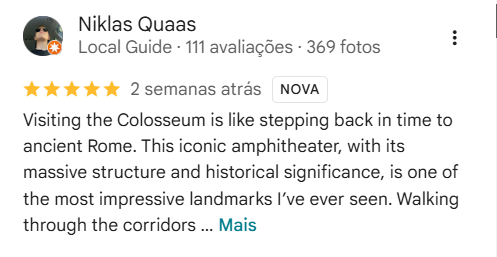 Niklas Quaas
Local Guide · 111 avaliações · 369 fotos
2 semanas atrás NOVA
Visiting the Colosseum is like stepping back in time to
ancient Rome. This iconic amphitheater, with its
massive structure and historical significance, is one of
the most impressive landmarks I’ve ever seen. Walking
through the corridors ... Mais